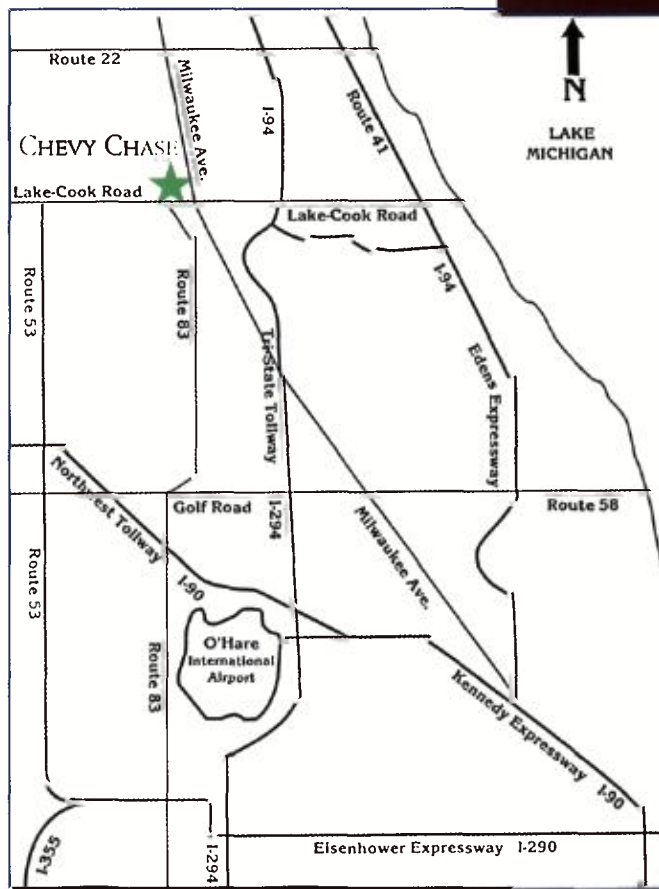 Route 22
Milwaukee Ave.
I-94
Route 41
N
LAKE
MICHIGAN
CHEVY CHASE
Lake-Cook Road
Lake-Cook Road
Route 53
Route 83
I-94
Tri-State Tollway
Edens Expressway
Northwest Tollway
Golf Road
I-294
Milwaukee Ave.
Route 58
Route 53
I-90
O'Hare
International
Airport
Route 83
Kennedy Expressway I-90
I-355
I-294
Eisenhower Expressway I-290